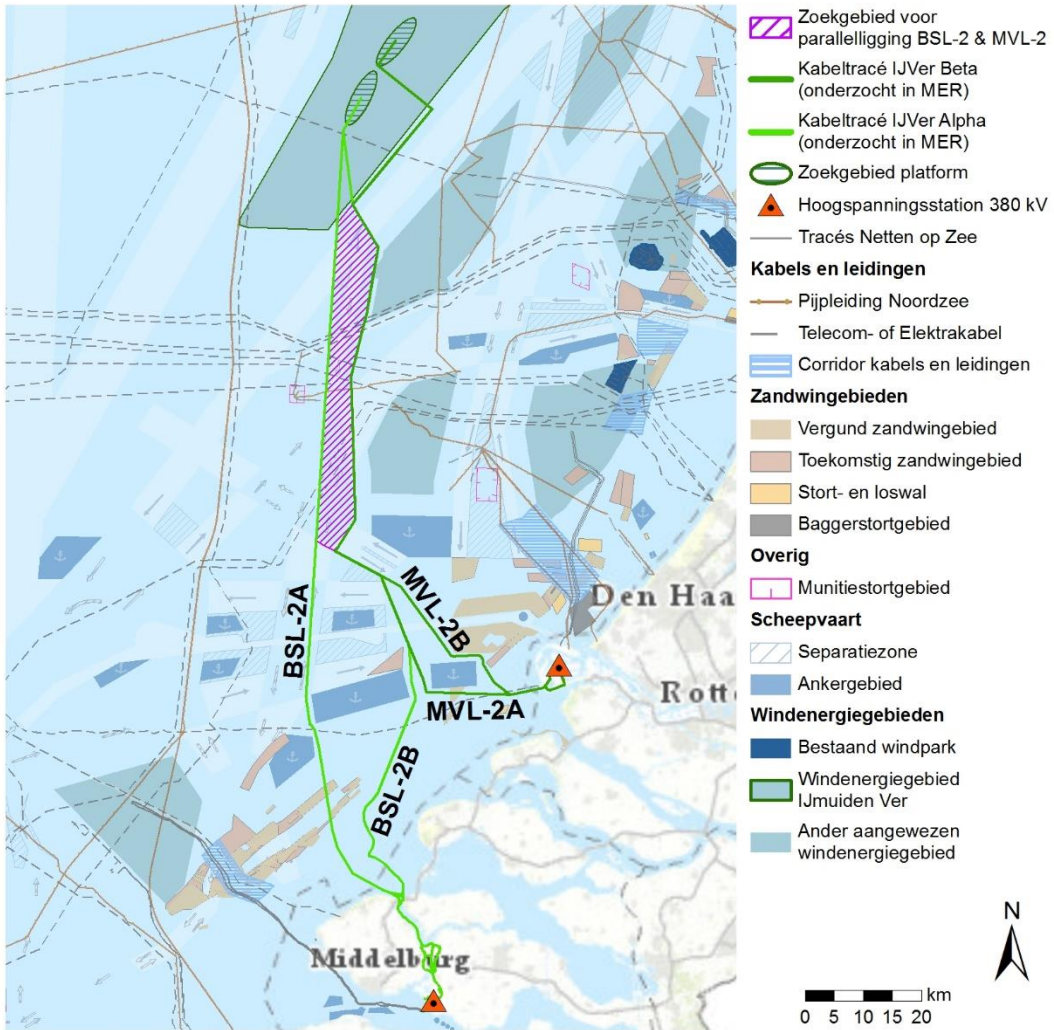 BSL-2A
MVL-2B
MVL-2A
BSL-2B
Den Haa
Rotte
Middelburg
Zoekgebied voor
parallelligging BSL-2 & MVL-2
Kabeltracé IJVer Beta
(onderzocht in MER)
Kabeltracé IJVer Alpha
(onderzocht in MER)
Zoekgebied platform
Hoogspanningsstation 380 kV
Tracés Netten op Zee
Kabels en leidingen
Pijpleiding Noordzee
Telecom- of Elektrakabel
Corridor kabels en leidingen
Zandwingebieden
Vergund zandwingebied
Toekomstig zandwingebied
Stort- en loswal
Baggerstortgebied
Overig
Munitiestortgebied
Scheepvaart
Separatiezone
Ankergebied
Windenergiegebieden
Bestaand windpark
Windenergiegebied
IJmuiden Ver
Ander aangewezen
windenergiegebied
N
km
0 5 10 20